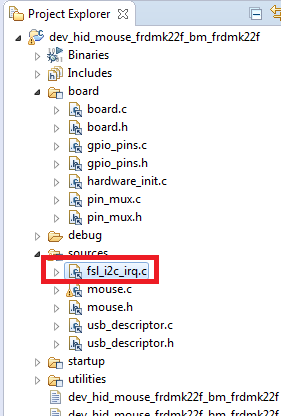 Project Explorer
dev_hid_mouse_frdmk22f_bm_frdmk22f
Binaries
Includes
board
board.c
board.h
gpio_pins.c
gpio_pins.h
hardware_init.c
pin_mux.c
pin_mux.h
debug
sources
fsl_i2c_irq.c
mouse.c
mouse.h
usb_descriptor.c
usb_descriptor.h
startup
utilities
dev_hid_mouse_frdmk22f_bm_frdmk22f
dev_hid_mouse_frdmk22f_bm_frdmk22f